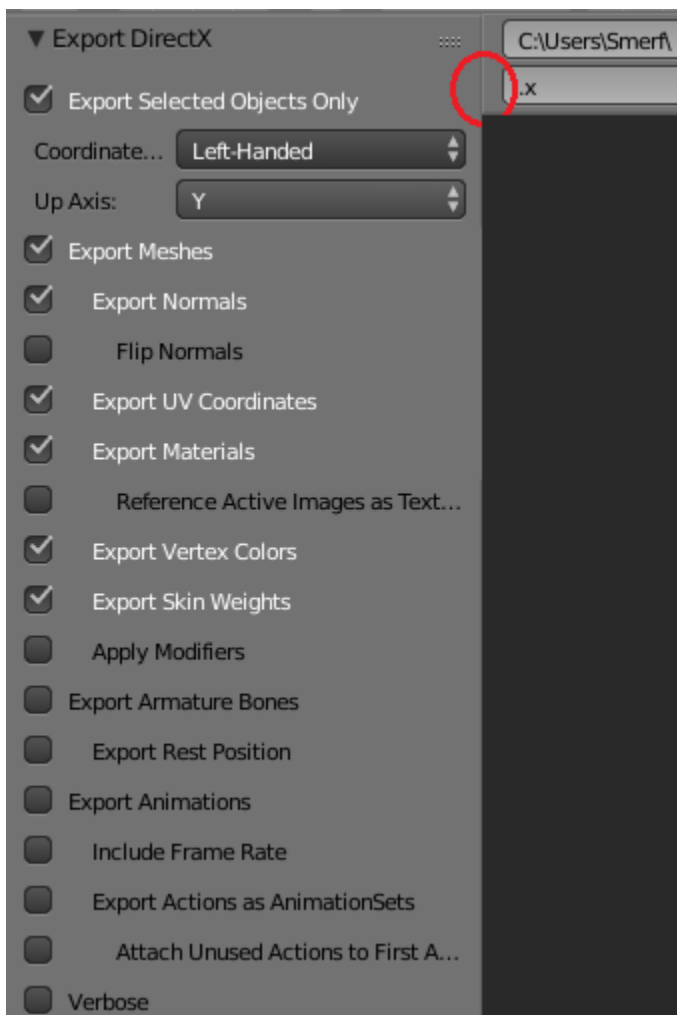 Export DirectX
C:\Users\Smerf\
Export Selected Objects Only
.x
Coordinate... Left-Handed
Up Axis: Y
Export Meshes
Export Normals
Flip Normals
Export UV Coordinates
Export Materials
Reference Active Images as Text...
Export Vertex Colors
Export Skin Weights
Apply Modifiers
Export Armature Bones
Export Rest Position
Export Animations
Include Frame Rate
Export Actions as AnimationSets
Attach Unused Actions to First A...
Verbose